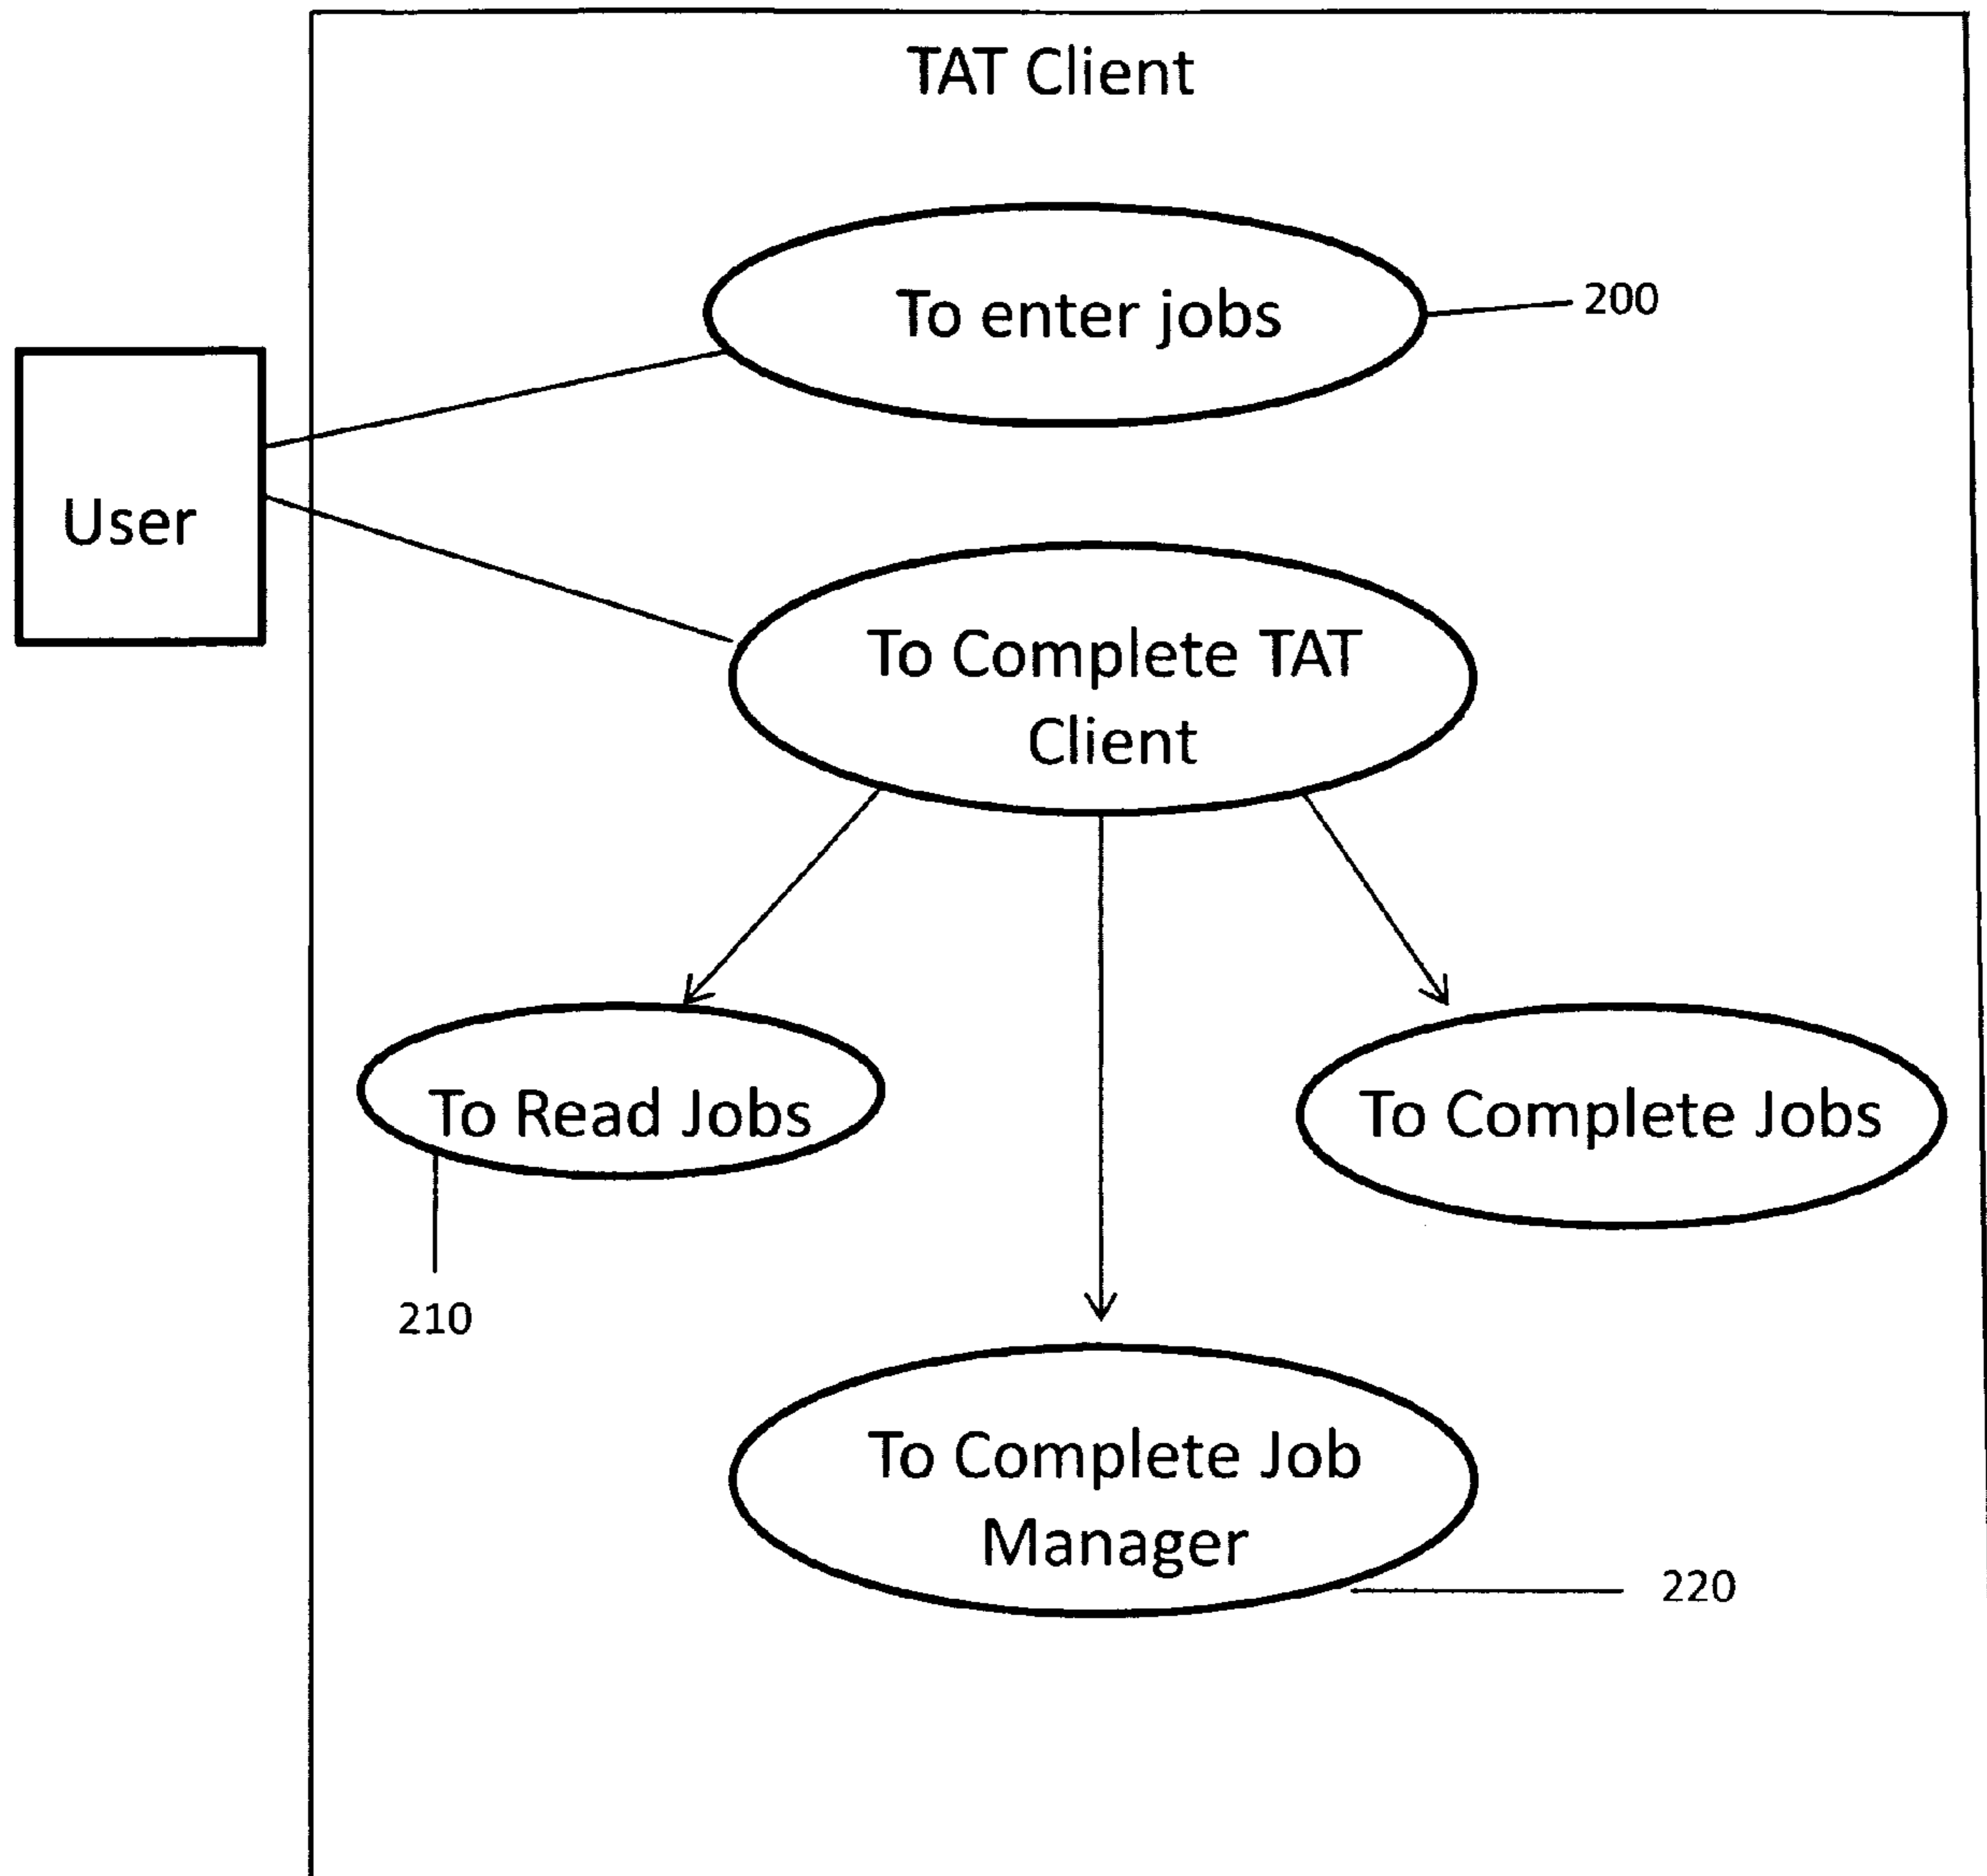 TAT Client
To enter jobs
200
User
To Complete TAT
Client
To Read Jobs
To Complete Jobs
210
To Complete Job
Manager
220